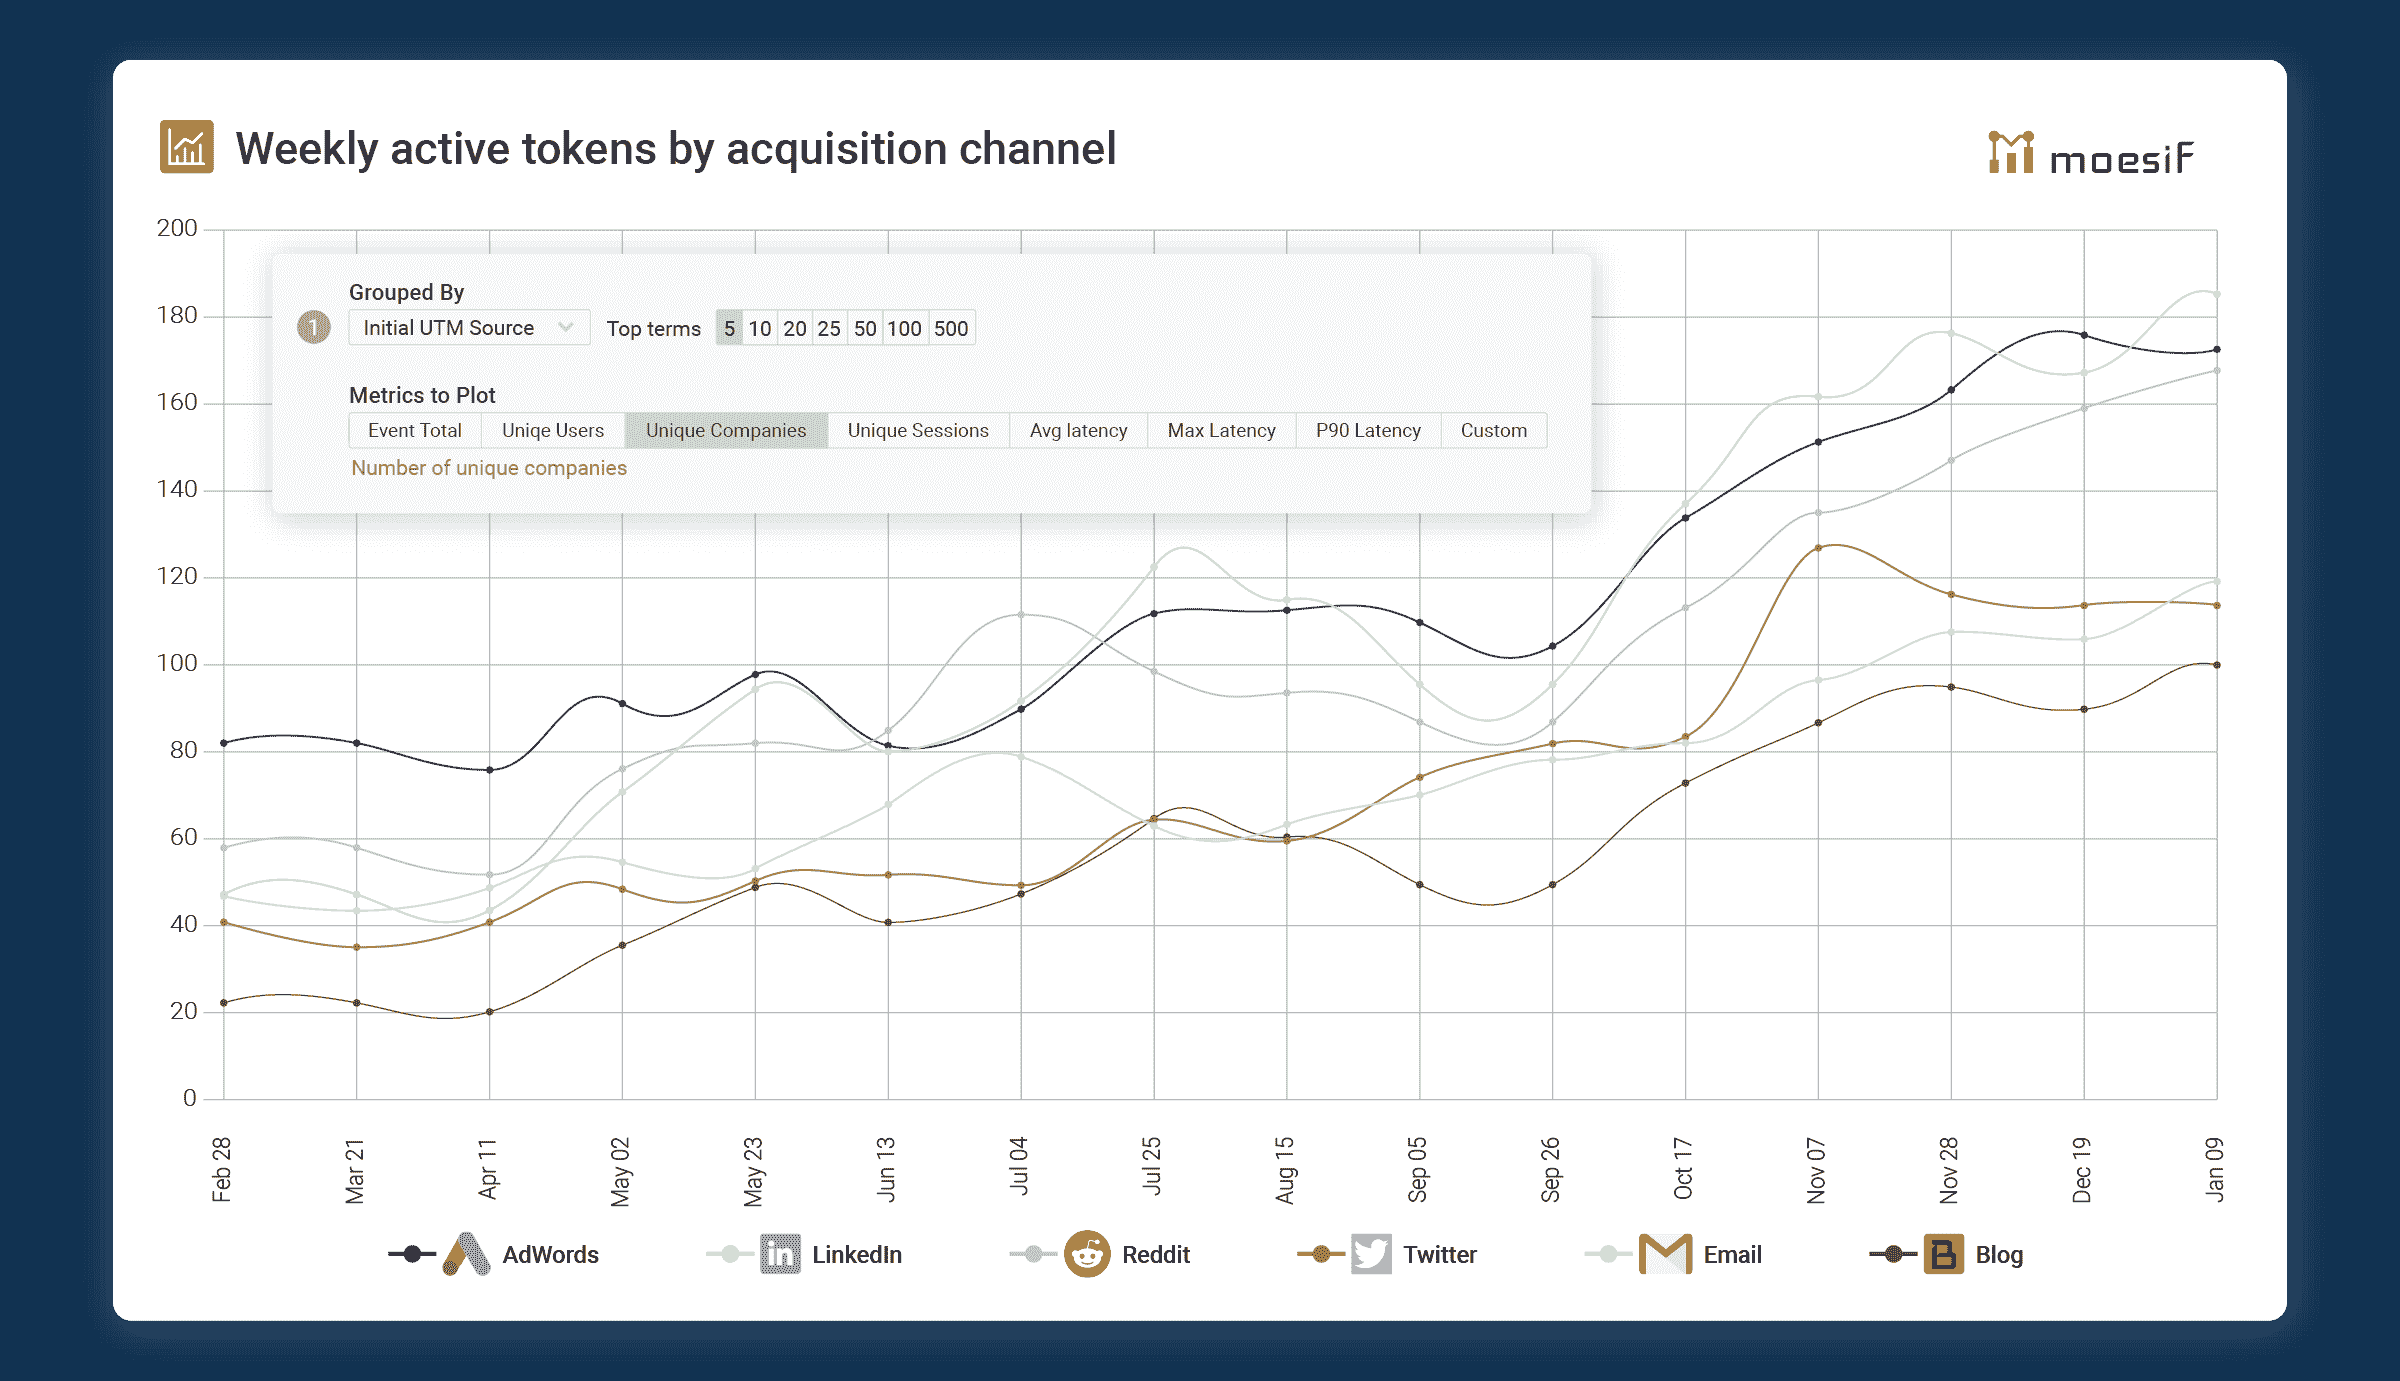 Weekly active tokens by acquisition channel
moesif
200
180
160
140
120
100
80
60
40
20
0
Grouped By
1 Initial UTM Source Top terms 5 10 20 25 50 100 500
Metrics to Plot
Event Total Uniqe Users Unique Companies Unique Sessions Avg latency Max Latency P90 Latency Custom
Number of unique companies
Feb 28 Mar 21 Apr 11 May 02 May 23 Jun 13 Jul 04 Jul 25 Aug 15 Sep 05 Sep 26 Oct 17 Nov 07 Nov 28 Dec 19 Jan 09
AdWords in LinkedIn Reddit Twitter Email B Blog